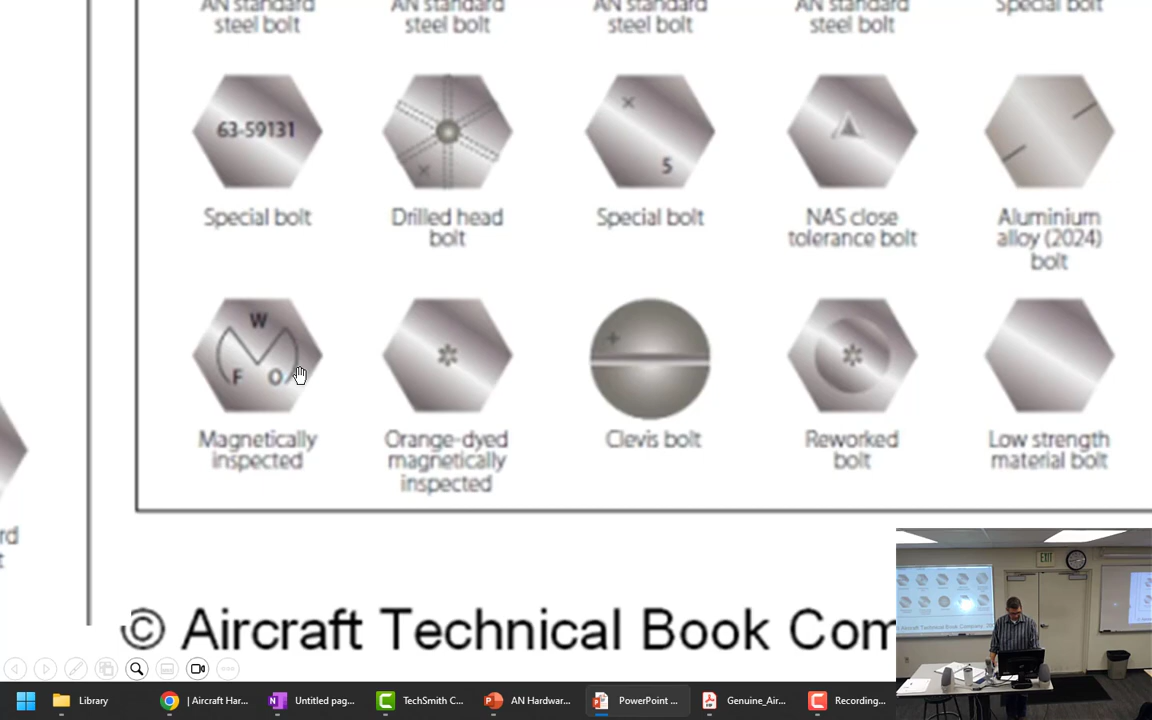 AN standard
steel bolt
AN standard
steel bolt
AN standard
steel bolt
AN standard
steel bolt
Special bolt
63-59131
Special bolt
×
Drilled head
bolt
×
5
Special bolt
NAS close
tolerance bolt
Aluminium
alloy (2024)
bolt
W
F O
Magnetically
inspected
*
Orange-dyed
magnetically
inspected
+
Clevis bolt
*
Reworked
bolt
Low strength
material bolt
© Aircraft Technical Book Com
EXIT
Library
| Aircraft Har...
Untitled pag...
TechSmith C...
AN Hardwar...
PowerPoint ...
Genuine_Air...
Recording...